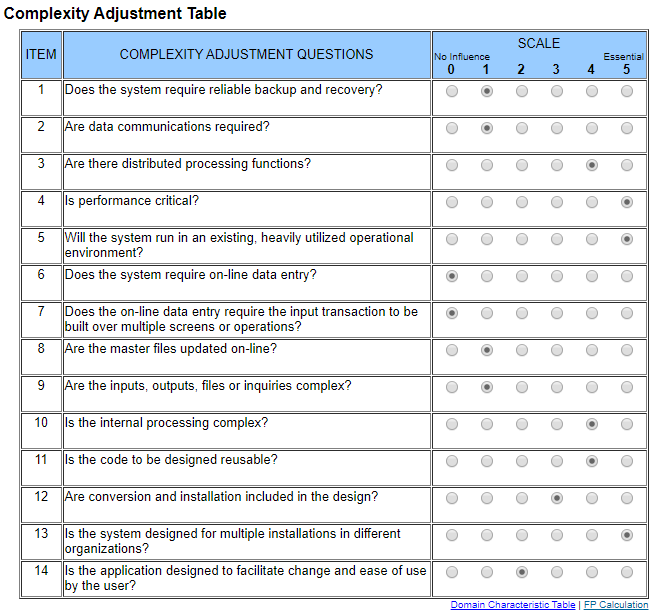 Complexity Adjustment Table
ITEM
COMPLEXITY ADJUSTMENT QUESTIONS
SCALE
No Influence Essential
0 1 2 3 4 5
1 Does the system require reliable backup and recovery?
2 Are data communications required?
3 Are there distributed processing functions?
4 Is performance critical?
5 Will the system run in an existing, heavily utilized operational
environment?
6 Does the system require on-line data entry?
7 Does the on-line data entry require the input transaction to be
built over multiple screens or operations?
8 Are the master files updated on-line?
9 Are the inputs, outputs, files or inquiries complex?
10 Is the internal processing complex?
11 Is the code to be designed reusable?
12 Are conversion and installation included in the design?
13 Is the system designed for multiple installations in different
organizations?
14 Is the application designed to facilitate change and ease of use
by the user?
Domain Characteristic Table | FP Calculation